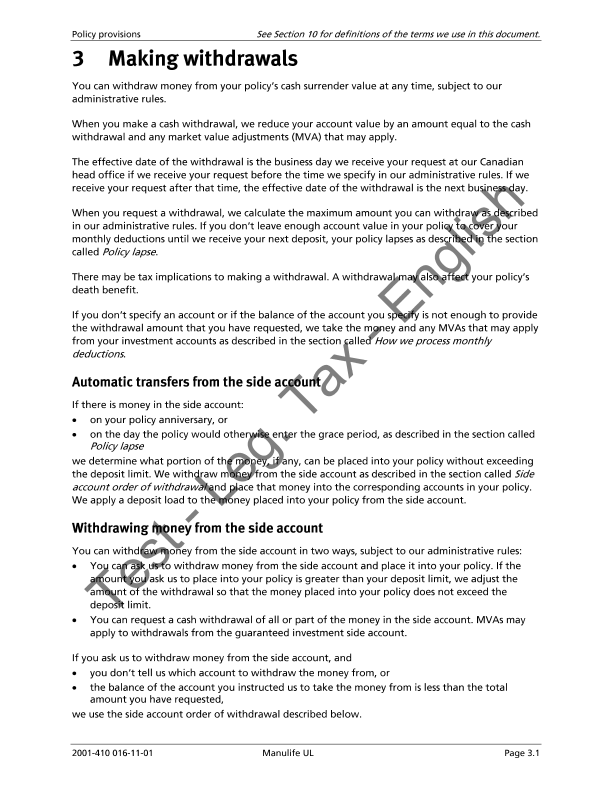 Policy provisions See Section 10 for definitions of the terms we use in this document.
3 Making withdrawals
You can withdraw money from your policy's cash surrender value at any time, subject to our
administrative rules.
When you make a cash withdrawal, we reduce your account value by an amount equal to the cash
withdrawal and any market value adjustments (MVA) that may apply.
The effective date of the withdrawal is the business day we receive your request at our Canadian
head office if we receive your request before the time we specify in our administrative rules. If we
receive your request after that time, the effective date of the withdrawal is the next business day.
When you request a withdrawal, we calculate the maximum amount you can withdraw as described
in our administrative rules. If you don't leave enough account value in your policy to cover your
monthly deductions until we receive your next deposit, your policy lapses as described in the section
called Policy lapse.
There may be tax implications to making a withdrawal. A withdrawal may also affect your policy's
death benefit.
If you don't specify an account or if the balance of the account you specify is not enough to provide
the withdrawal amount that you have requested, we take the money and any MVAs that may apply
from your investment accounts as described in the section called How we process monthly
deductions.
Automatic transfers from the side account
If there is money in the side account:
• on your policy anniversary, or
• on the day the policy would otherwise enter the grace period, as described in the section called
Policy lapse
we determine what portion of the money, if any, can be placed into your policy without exceeding
the deposit limit. We withdraw money from the side account as described in the section called Side
account order of withdrawal and place that money into the corresponding accounts in your policy.
We apply a deposit load to the money placed into your policy from the side account.
Withdrawing money from the side account
You can withdraw money from the side account in two ways, subject to our administrative rules:
• You can ask us to withdraw money from the side account and place it into your policy. If the
amount you ask us to place into your policy is greater than your deposit limit, we adjust the
amount of the withdrawal so that the money placed into your policy does not exceed the
deposit limit.
• You can request a cash withdrawal of all or part of the money in the side account. MVAs may
apply to withdrawals from the guaranteed investment side account.
If you ask us to withdraw money from the side account, and
• you don't tell us which account to withdraw the money from, or
• the balance of the account you instructed us to take the money from is less than the total
amount you have requested,
we use the side account order of withdrawal described below.
2001-410 016-11-01 Manulife UL Page 3.1
Test - Leg. Tax - English